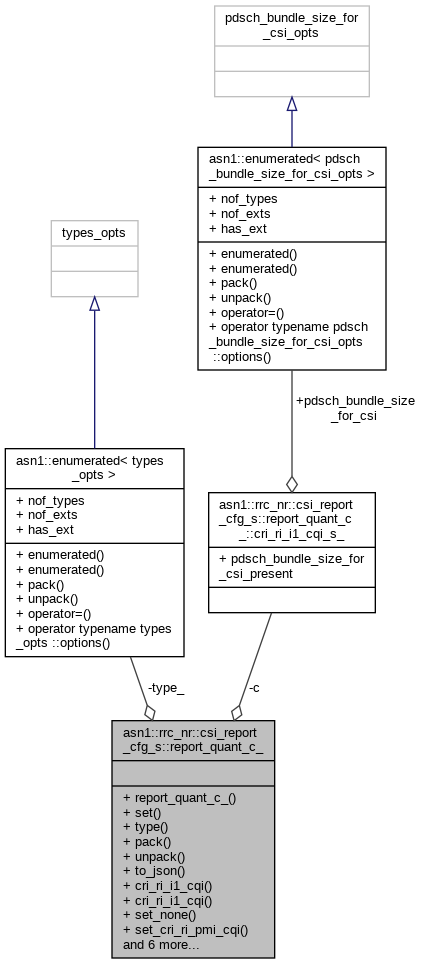 pdsch_bundle_size_for
_csi_opts
asn1::enumerated< pdsch
_bundle_size_for_csi_opts >
+ nof_types
+ nof_exts
+ has_ext
+ enumerated()
+ enumerated()
+ pack()
+ unpack()
+ operator=()
+ operator typename pdsch
_bundle_size_for_csi_opts
::options()
types_opts
+pdsch_bundle_size
_for_csi
asn1::enumerated< types
_opts >
+ nof_types
+ nof_exts
+ has_ext
+ enumerated()
+ enumerated()
+ pack()
+ unpack()
+ operator=()
+ operator typename types
_opts ::options()
asn1::rrc_nr::csi_report
_cfg_s::report_quant_c
_::cri_ri_i1_cqi_s_
+ pdsch_bundle_size_for
_csi_present
-type_
-c
asn1::rrc_nr::csi_report
_cfg_s::report_quant_c_
+ report_quant_c_()
+ set()
+ type()
+ pack()
+ unpack()
+ to_json()
+ cri_ri_i1_cqi()
+ cri_ri_i1_cqi()
+ set_none()
+ set_cri_ri_pmi_cqi()
and 6 more...